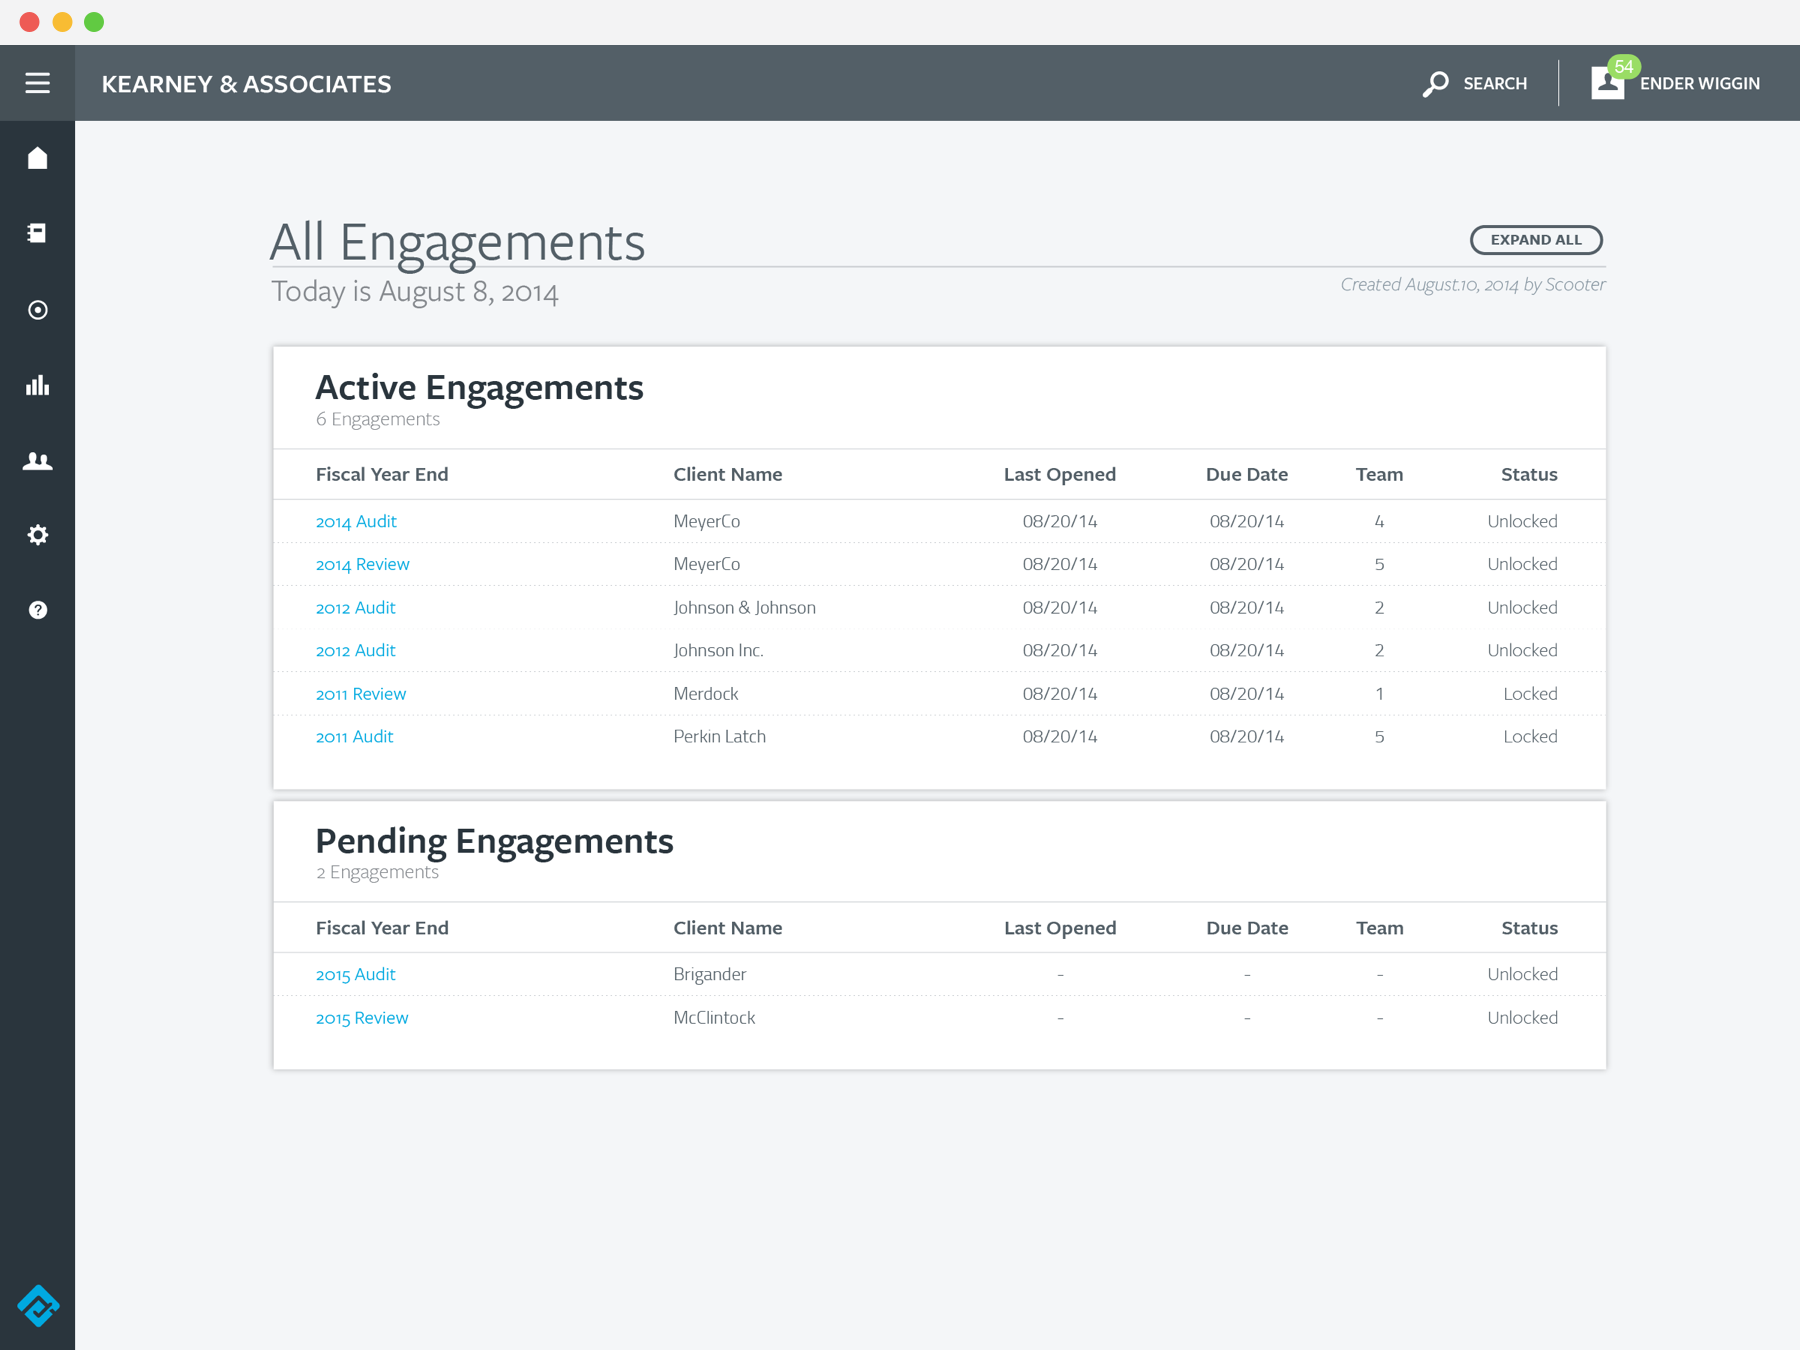 KEARNEY & ASSOCIATES
SEARCH
54
ENDER WIGGIN
All Engagements
EXPAND ALL
Today is August 8, 2014
Created August.10, 2014 by Scooter
Active Engagements
6 Engagements
Fiscal Year End Client Name Last Opened Due Date Team Status
2014 Audit MeyerCo 08/20/14 08/20/14 4 Unlocked
2014 Review MeyerCo 08/20/14 08/20/14 5 Unlocked
2012 Audit Johnson & Johnson 08/20/14 08/20/14 2 Unlocked
2012 Audit Johnson Inc. 08/20/14 08/20/14 2 Unlocked
2011 Review Merdock 08/20/14 08/20/14 1 Locked
2011 Audit Perkin Latch 08/20/14 08/20/14 5 Locked
Pending Engagements
2 Engagements
Fiscal Year End Client Name Last Opened Due Date Team Status
2015 Audit Brigander - - - Unlocked
2015 Review McClintock - - - Unlocked
?